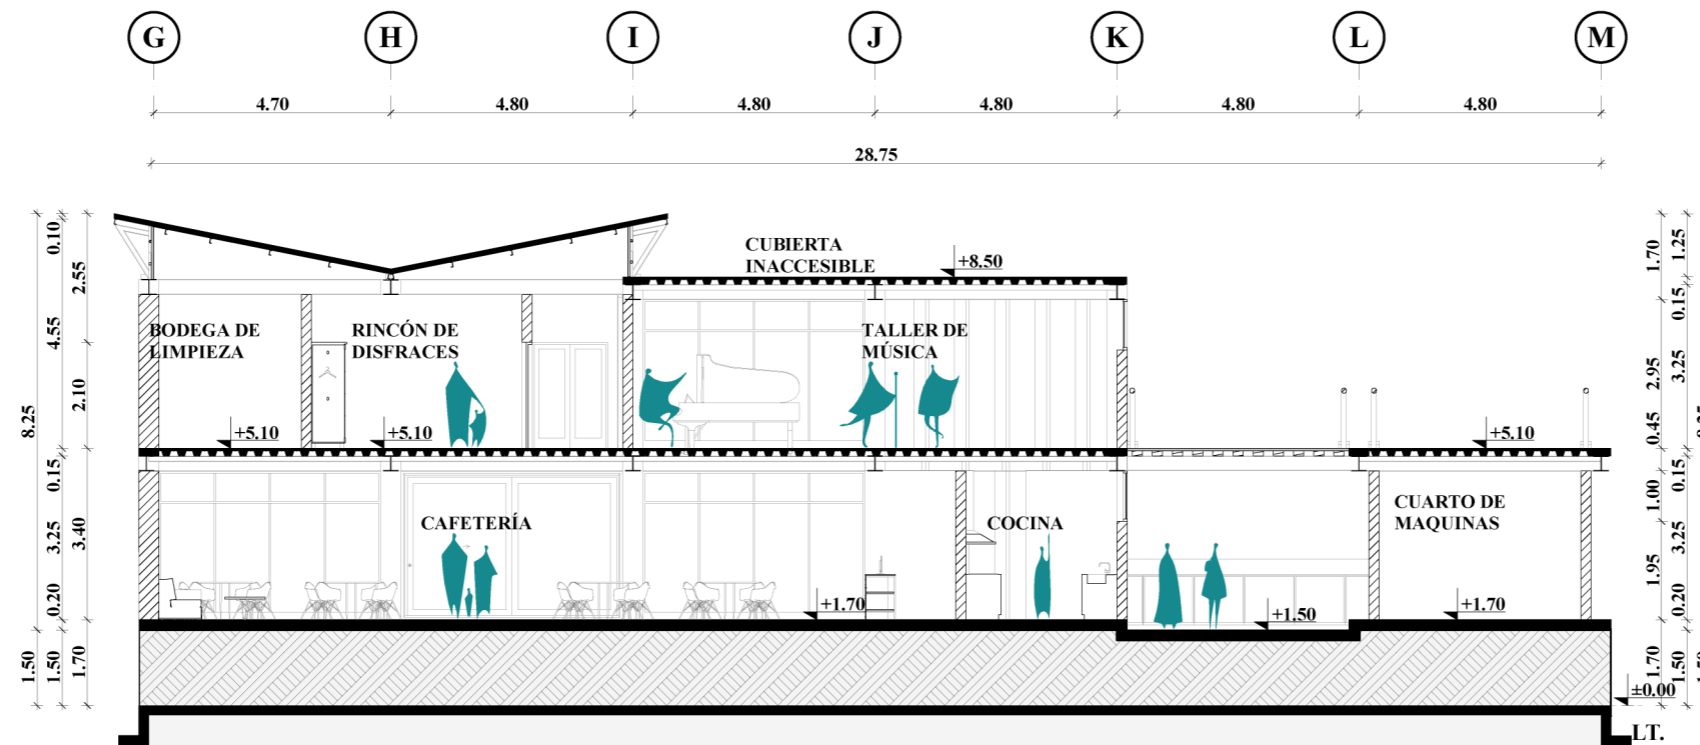 G H I J K L M
4.70 4.80 4.80 4.80 4.80 4.80
28.75
0.10
2.55
4.55
2.10
8.25
0.15
3.25
3.40
0.20
1.50
1.50
1.70
CUBIERTA
INACCESIBLE
+8.50
BODEGA DE
LIMPIEZA
RINCÓN DE
DISFRACES
TALLER DE
MÚSICA
+5.10
+5.10
+5.10
CAFETERÍA
COCINA
CUARTO DE
MAQUINAS
+1.70
+1.50
+1.70
±0.00
LT.
1.70
1.25
0.15
2.95
3.25
0.45
0.15
1.00
3.25
1.95
0.20
1.70
1.50